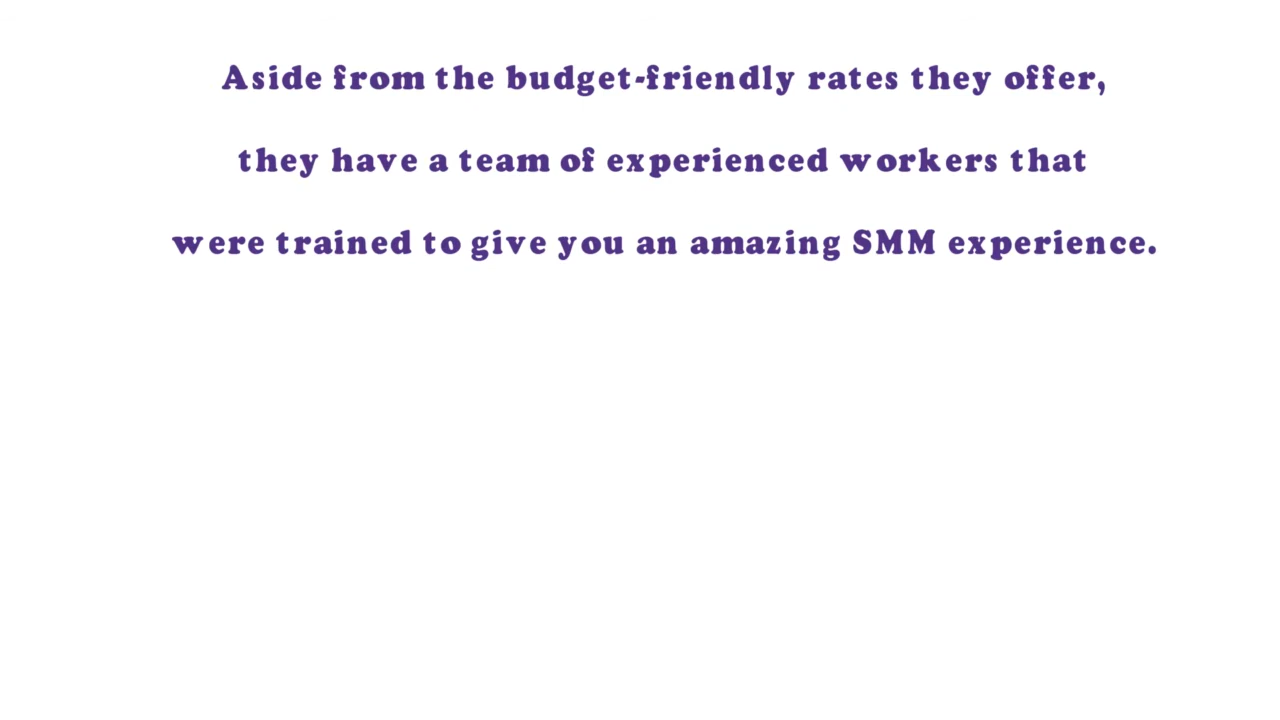 Aside from the budget-friendly rates they offer,
they have a team of experienced workers that
were trained to give you an amazing SMM experience.